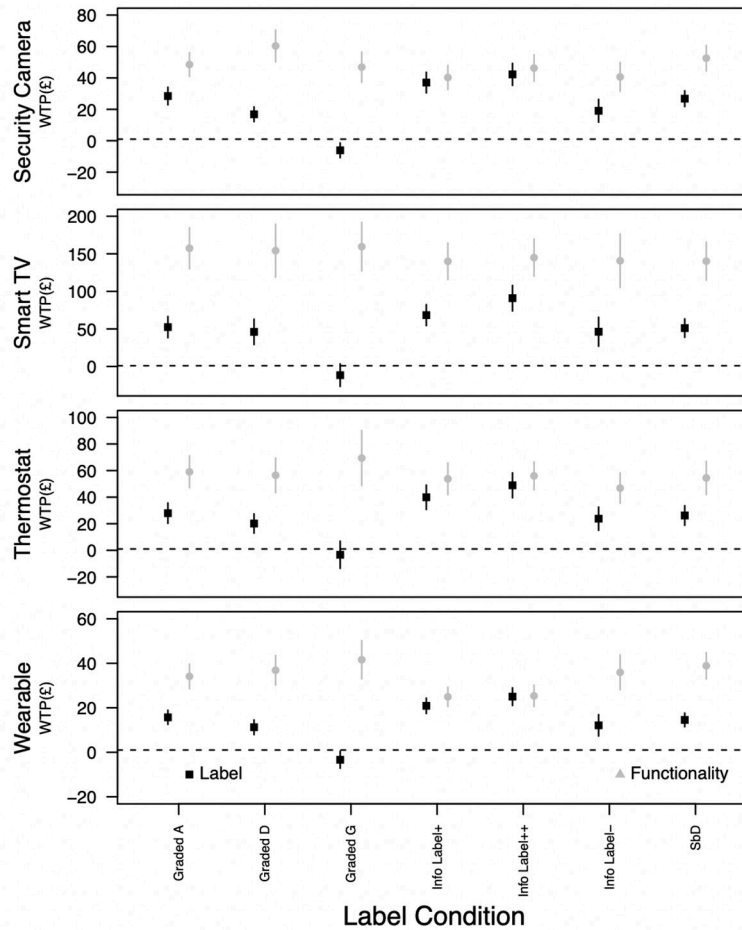 Security Camera
WTP(£)
80
60
40
20
0
−20
Smart TV
WTP(£)
200
150
100
50
0
Thermostat
WTP(£)
100
80
60
40
20
0
−20
Wearable
WTP(£)
60
40
20
0
−20
Label
Functionality
Graded A
Graded D
Graded G
Info Label+
Info Label++
Info Label−
SbD
Label Condition